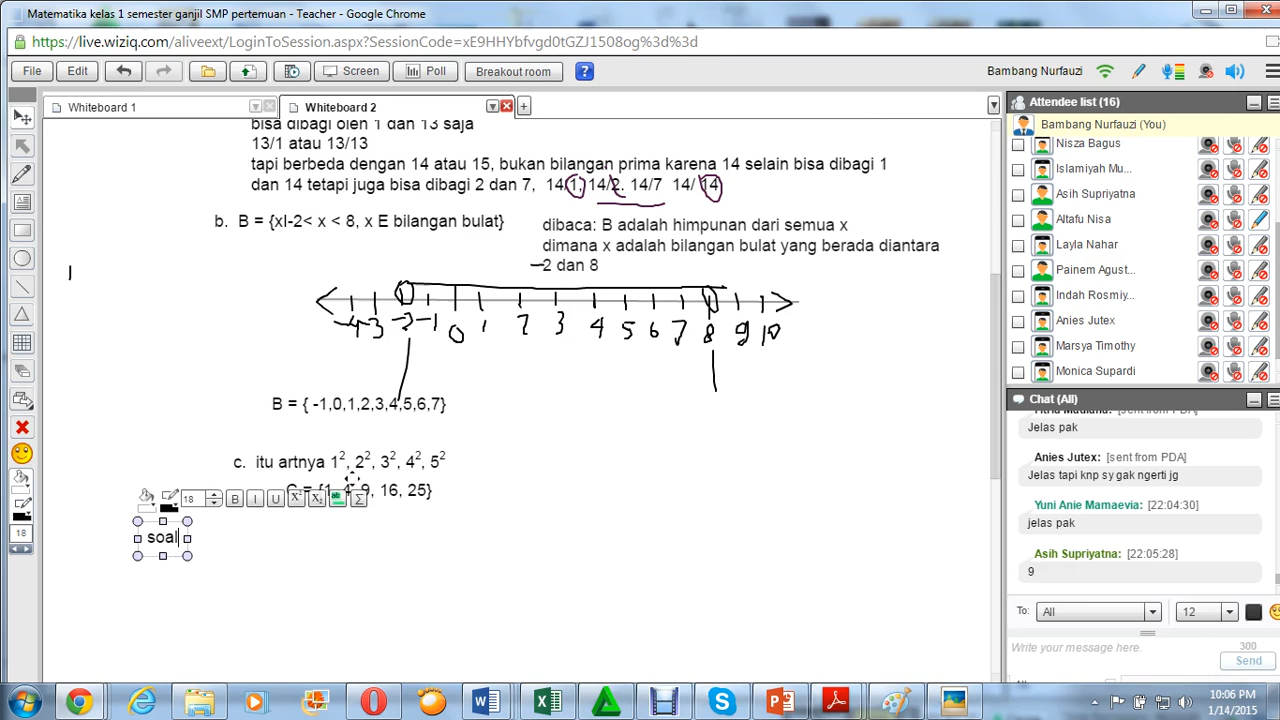 Matematika kelas 1 semester ganjil SMP pertemuan - Teacher - Google Chrome
https://live.wiziq.com/aliveext/LoginToSession.aspx?SessionCode=xE9HHYbfvgd0tGZJ1508og%3d%3d
File Edit Screen Poll Breakout room ? Bambang Nurfauzi
Whiteboard 1 Whiteboard 2
bisa dibagi oleh 1 dan 13 saja
13/1 atau 13/13
tapi berbeda dengan 14 atau 15, bukan bilangan prima karena 14 selain bisa dibagi 1
dan 14 tetapi juga bisa dibagi 2 dan 7, 14/1, 14/2. 14/7 14/ 14
b. B = {xI-2< x < 8, x E bilangan bulat}
dibaca: B adalah himpunan dari semua x
dimana x adalah bilangan bulat yang berada diantara
-2 dan 8
-4 -3 -2 -1 0 1 2 3 4 5 6 7 8 9 10
B = { -1,0,1,2,3,4,5,6,7}
c. itu artnya 1², 2², 3², 4², 5²
C = {1, 4, 9, 16, 25}
18 B I U X² X₂ ab Σ
soal
18
Attendee list (16)
Bambang Nurfauzi (You)
Nisza Bagus
Islamiyah Mu...
Asih Supriyatna
Altafu Nisa
Layla Nahar
Painem Agust...
Indah Rosmiy...
Anies Jutex
Marsya Timothy
Monica Supardi
Chat (All)
Jelas pak
Anies Jutex: [sent from PDA]
Jelas tapi knp sy gak ngerti jg
Yuni Anie Mamaevia: [22:04:30]
jelas pak
Asih Supriyatna: [22:05:28]
9
To: All 12
Write your message here... 300
Send
10:06 PM
1/14/2015